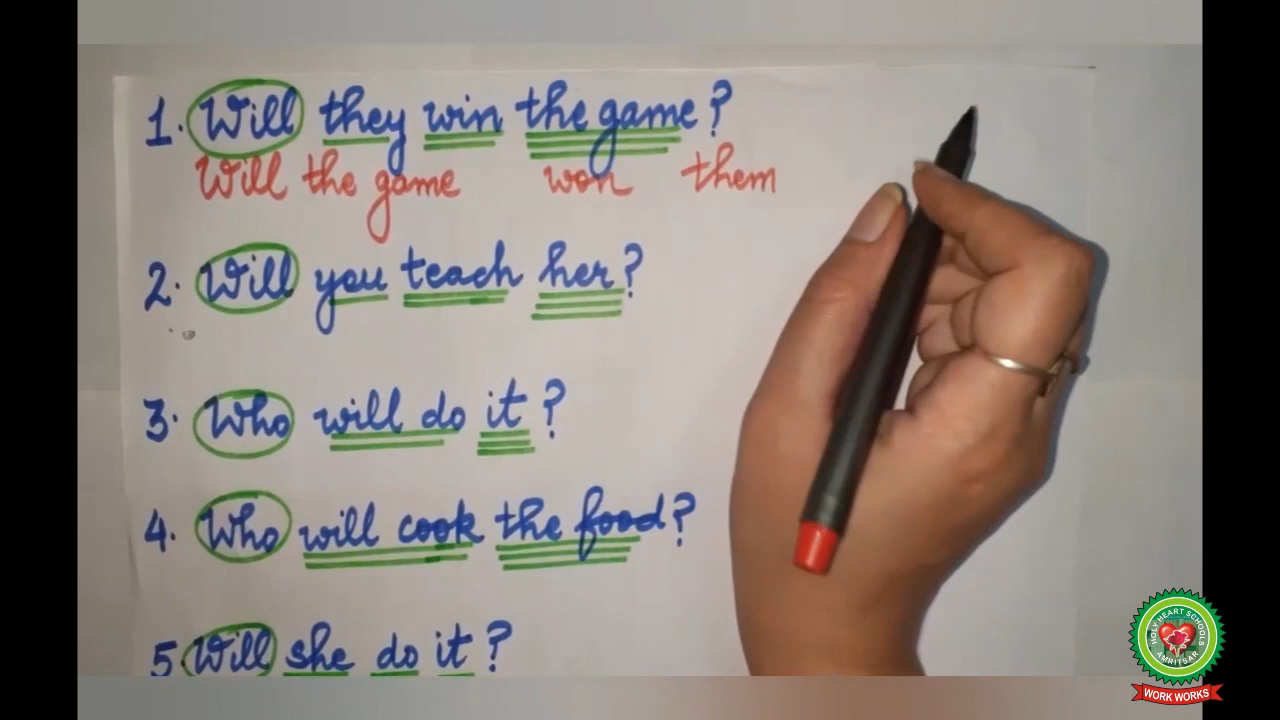 1. Will they win the game?
Will the game won them
2. Will you teach her?
3. Who will do it?
4. Who will cook the food?
5. Will she do it?
HOLY HEART SCHOOLS
AMRITSAR
WORK WORKS